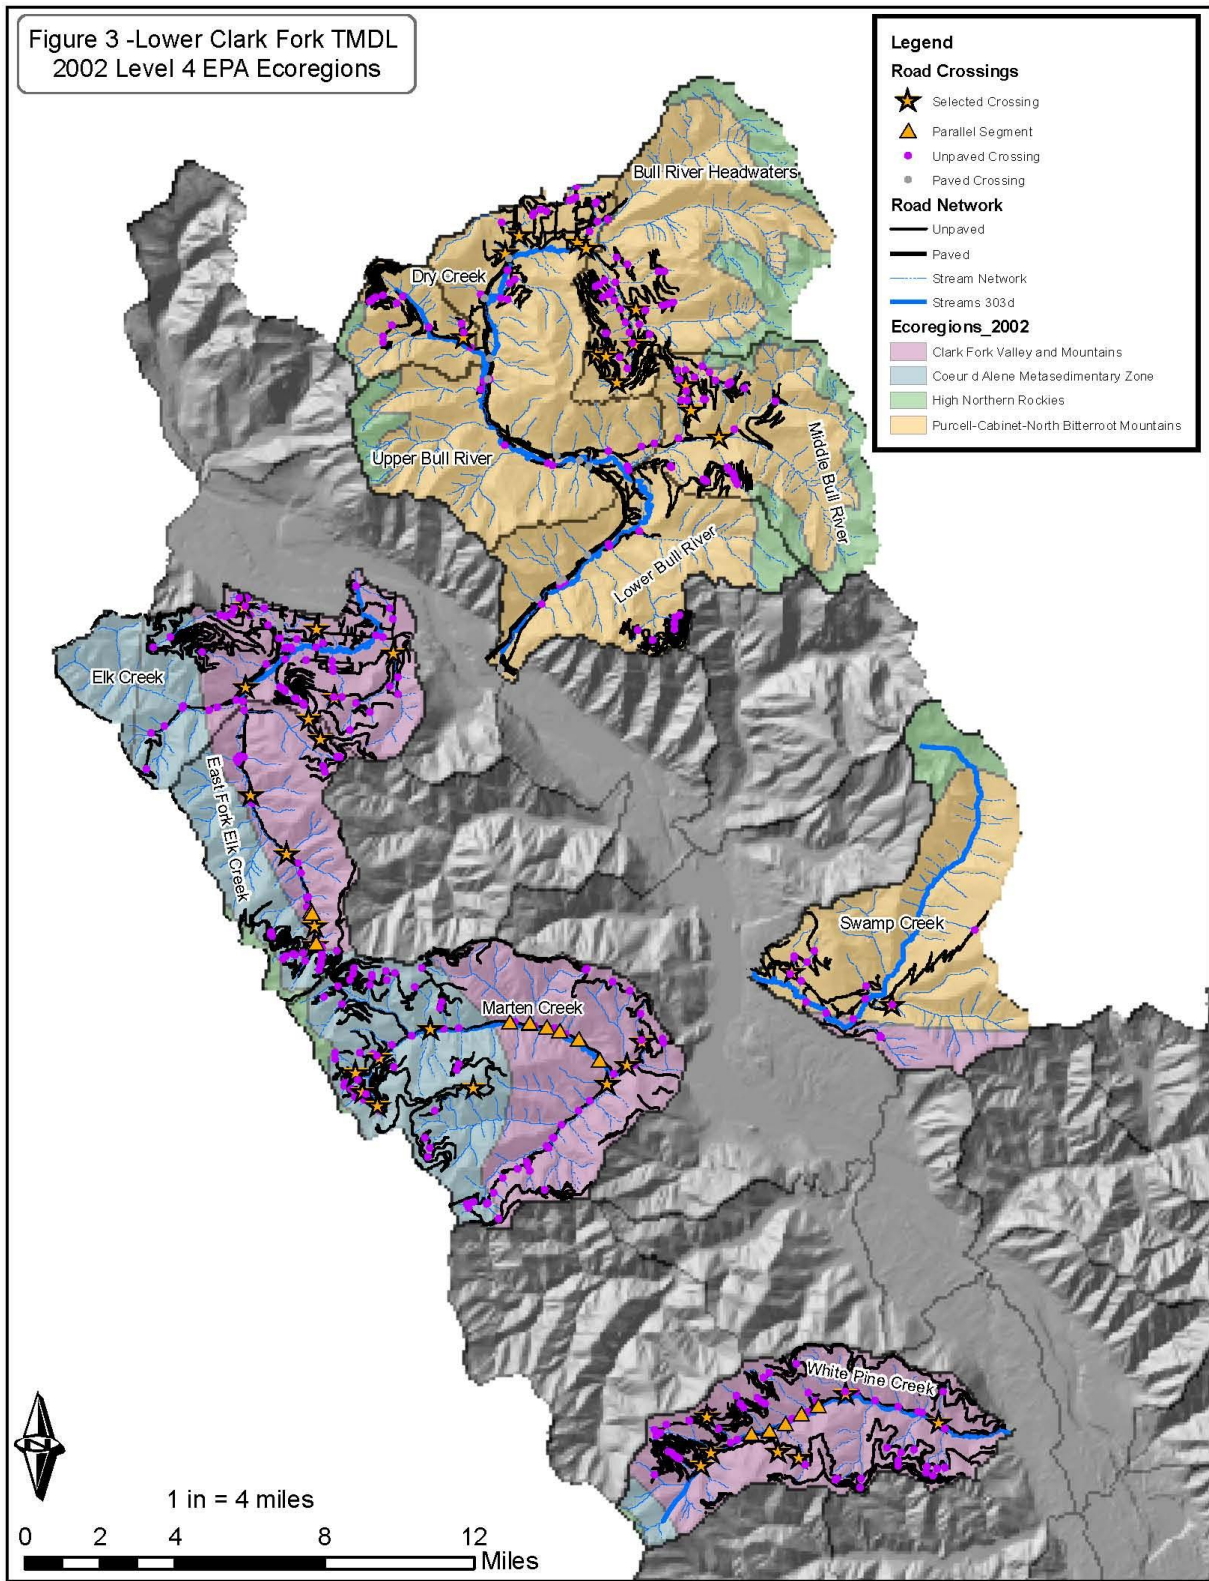 Figure 3 -Lower Clark Fork TMDL
2002 Level 4 EPA Ecoregions
Legend
Road Crossings
Selected Crossing
Parallel Segment
Unpaved Crossing
Paved Crossing
Road Network
Unpaved
Paved
Stream Network
Streams 303d
Ecoregions_2002
Clark Fork Valley and Mountains
Coeur d Alene Metasedimentary Zone
High Northern Rockies
Purcell-Cabinet-North Bitterroot Mountains
Bull River Headwaters
Dry Creek
Upper Bull River
Middle Bull River
Lower Bull River
Elk Creek
East Fork Elk Creek
Swamp Creek
Marten Creek
White Pine Creek
N
1 in = 4 miles
0 2 4 8 12
Miles